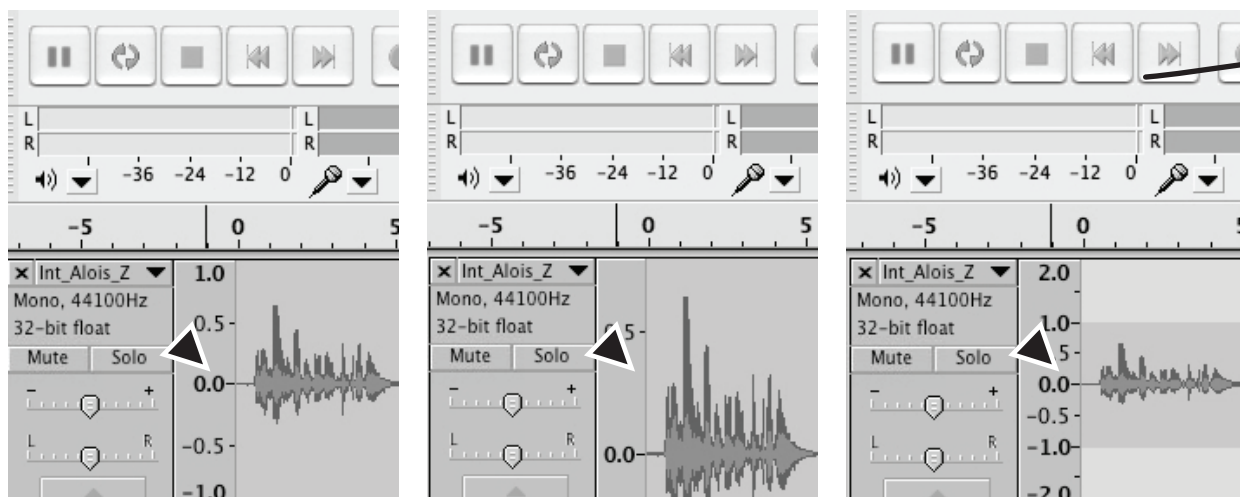 L L
R R
-36 -24 -12 0
-5 0 5
Int_Alois_Z 1.0
Mono, 44100Hz
32-bit float 0.5
Mute Solo
0.0
- +
L R
-0.5
-1.0
L L
R R
-36 -24 -12 0
-5 0 5
Int_Alois_Z
Mono, 44100Hz
32-bit float
Mute Solo
- +
L R
0.0
L L
R R
-36 -24 -12 0
-5 0
Int_Alois_Z 2.0
Mono, 44100Hz
32-bit float 1.0
Mute Solo
0.0
- +
-0.5
L R
-1.0
-2.0